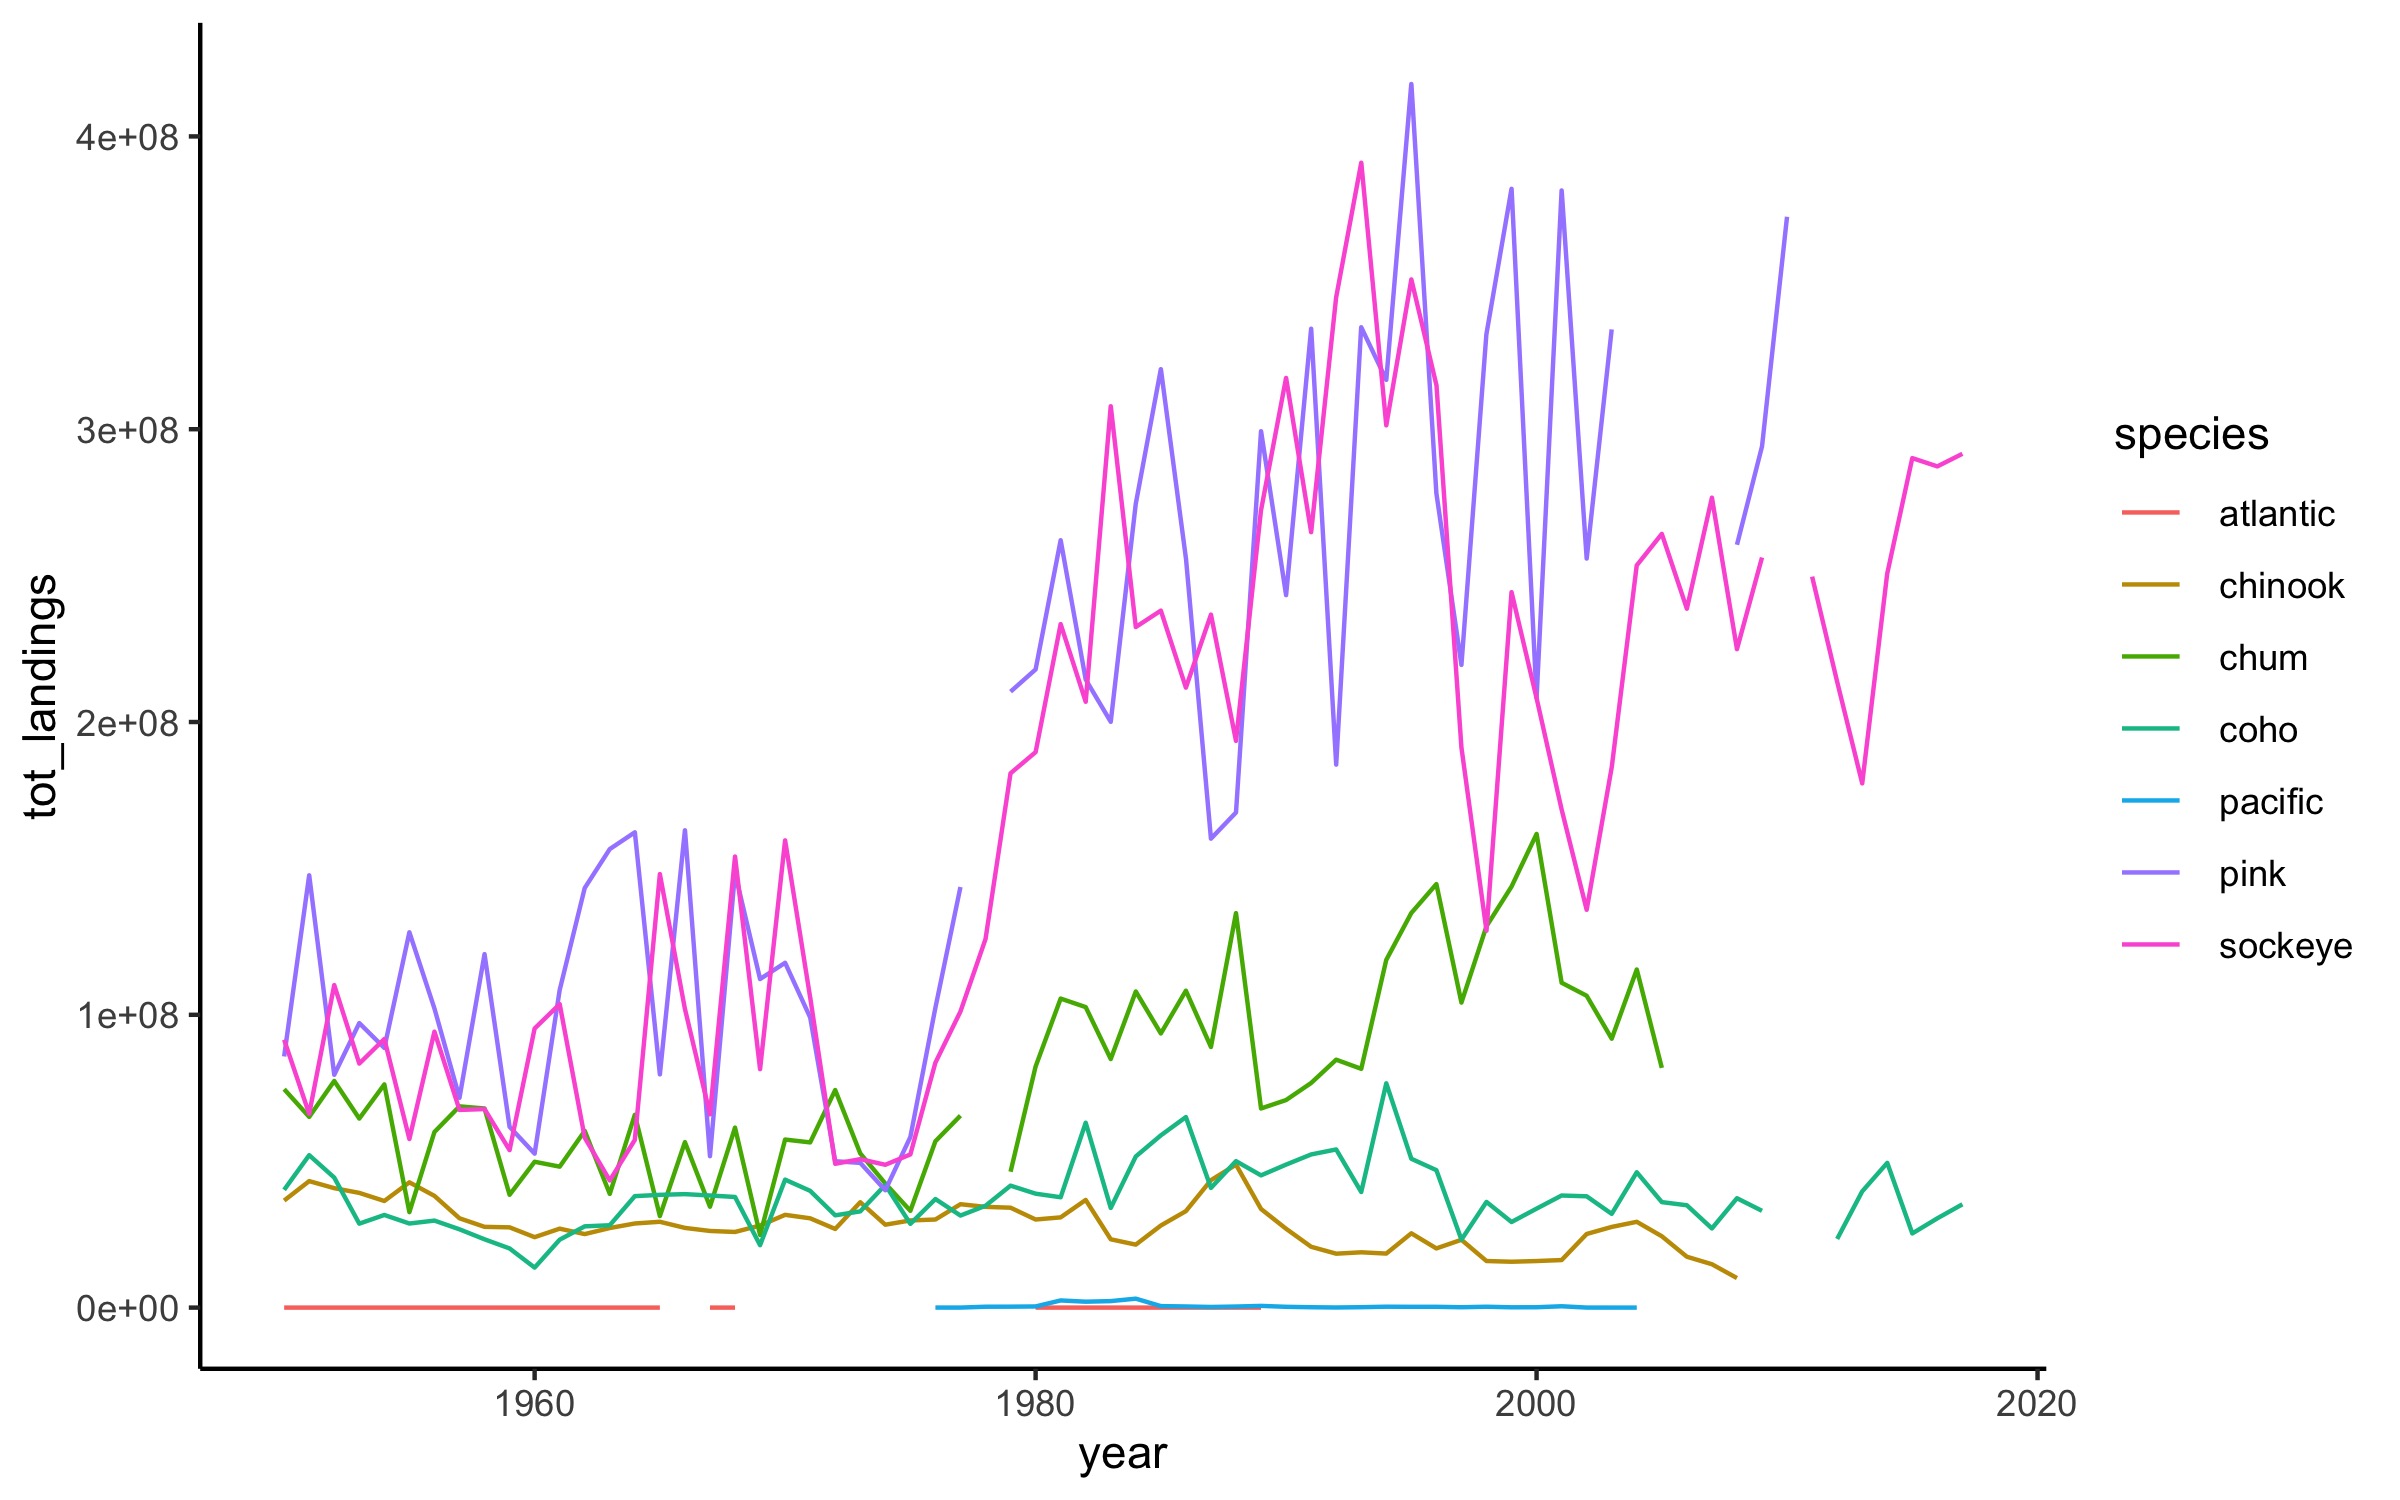 4e+08
3e+08
2e+08
1e+08
0e+00
tot_landings
1960 1980 2000 2020
year
species
atlantic
chinook
chum
coho
pacific
pink
sockeye